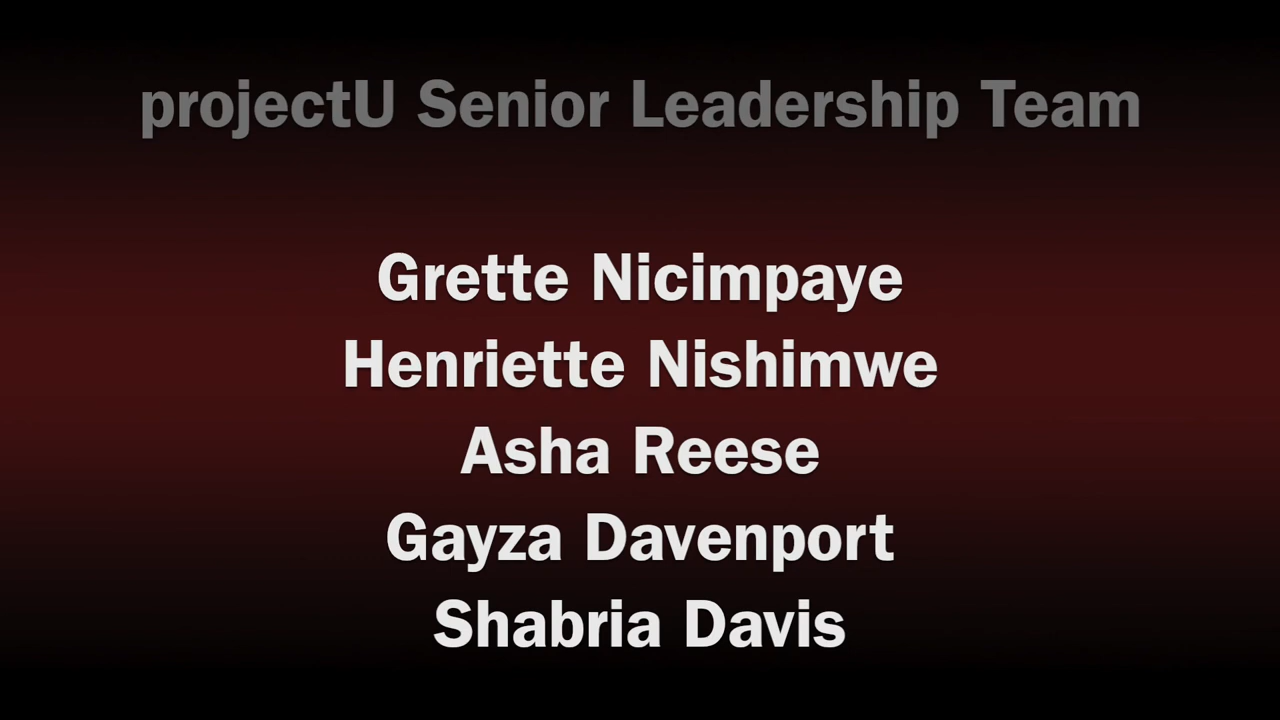 projectU Senior Leadership Team
Grette Nicimpaye
Henriette Nishimwe
Asha Reese
Gayza Davenport
Shabria Davis